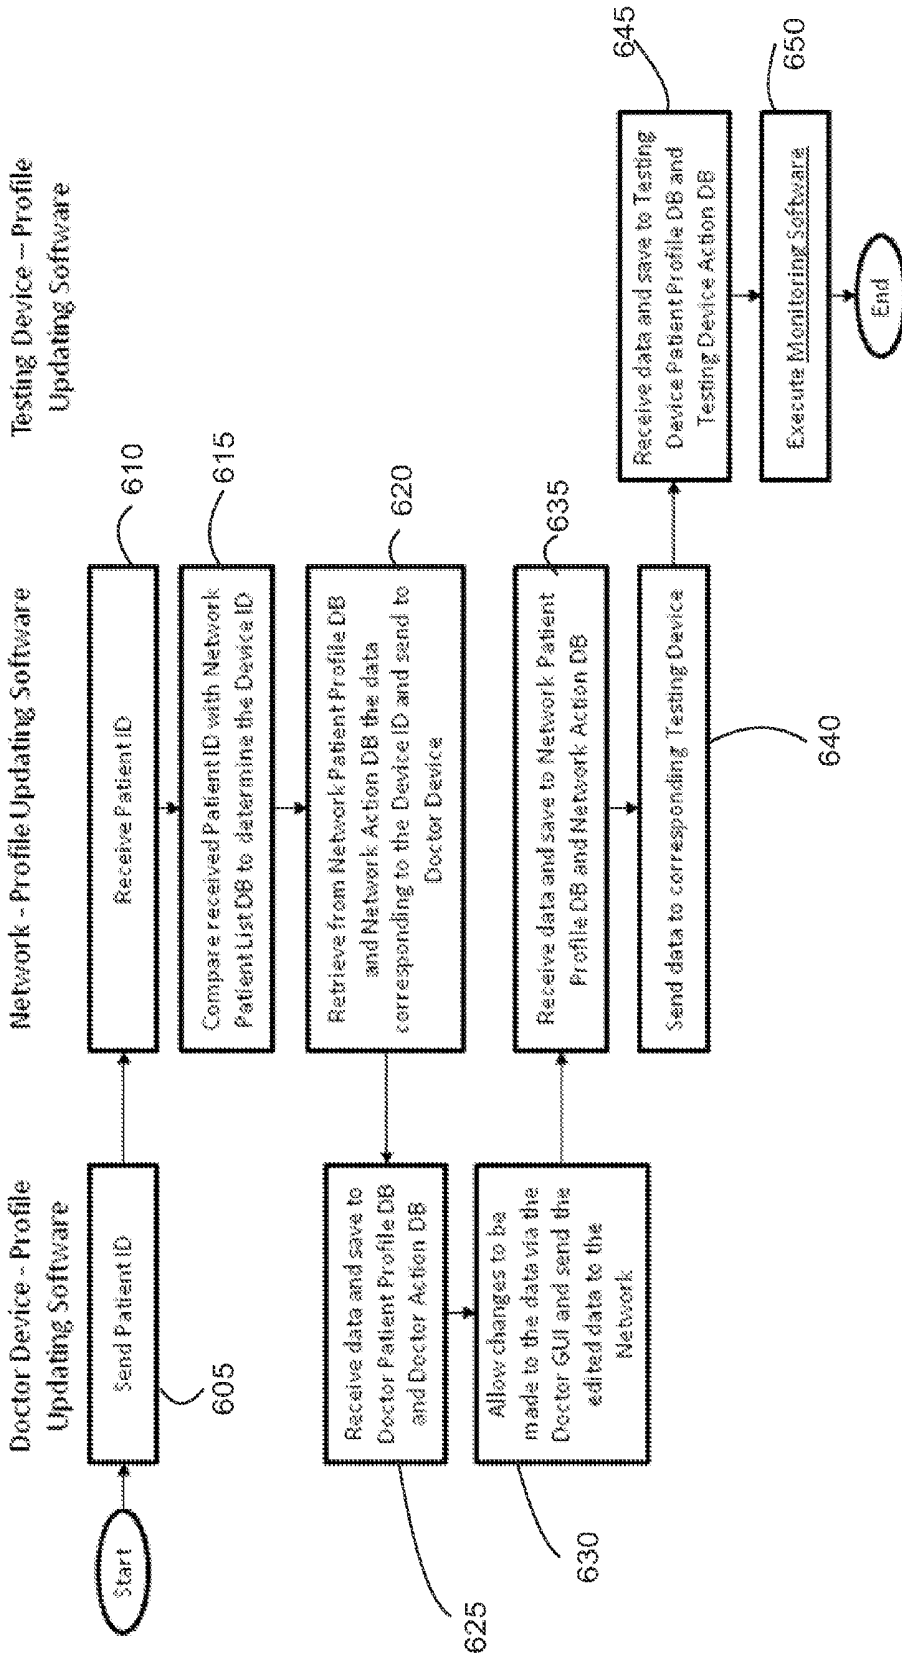 Doctor Device - Profile
Updating Software
Network - Profile Updating Software
Testing Device – Profile
Updating Software
Start
Send Patient ID
605
Receive Patient ID
610
Compare received Patient ID with Network
Patient List DB to determine the Device ID
615
Retrieve from Network Patient Profile DB
and Network Action DB the data
corresponding to the Device ID and send to
Doctor Device
620
Receive data and save to
Doctor Patient Profile DB
and Doctor Action DB
625
Allow changes to be
made to the data via the
Doctor GUI and send the
edited data to the
Network
630
Receive data and save to Network Patient
Profile DB and Network Action DB
635
Send data to corresponding Testing Device
640
Receive data and save to Testing
Device Patient Profile DB and
Testing Device Action DB
645
Execute Monitoring Software
650
End